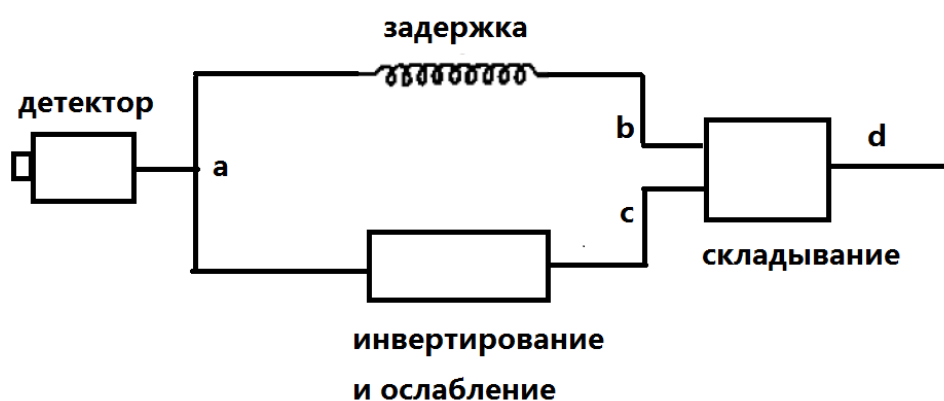 задержка
детектор
a
b
c
d
складывание
инвертирование
и ослабление